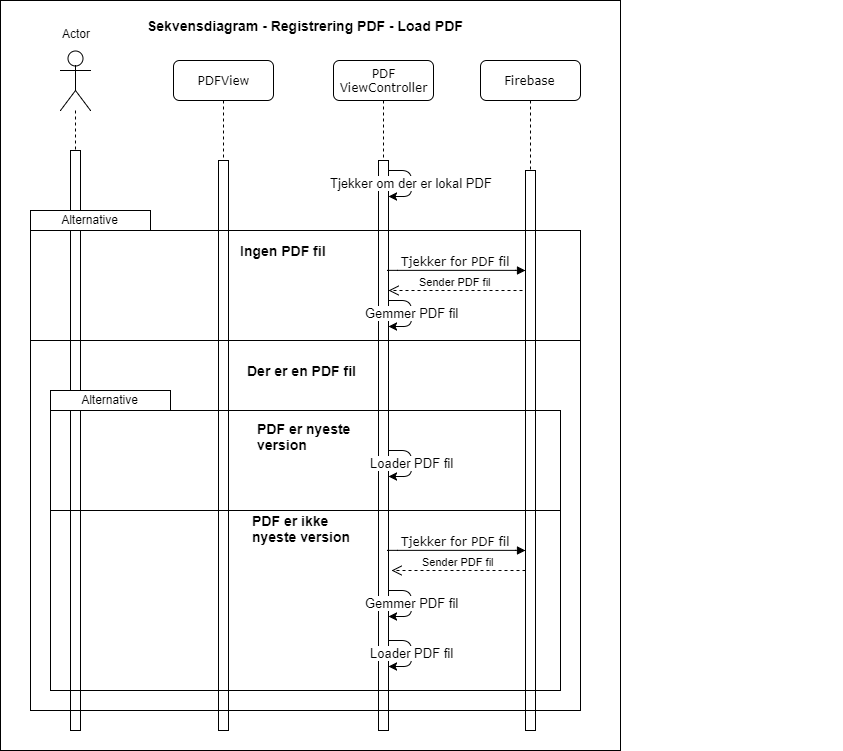 Sekvensdiagram - Registrering PDF - Load PDF
Actor
PDFView
PDF
ViewController
Firebase
Tjekker om der er lokal PDF
Alternative
Ingen PDF fil
Tjekker for PDF fil
Sender PDF fil
Gemmer PDF fil
Der er en PDF fil
Alternative
PDF er nyeste
version
Loader PDF fil
PDF er ikke
nyeste version
Tjekker for PDF fil
Sender PDF fil
Gemmer PDF fil
Loader PDF fil